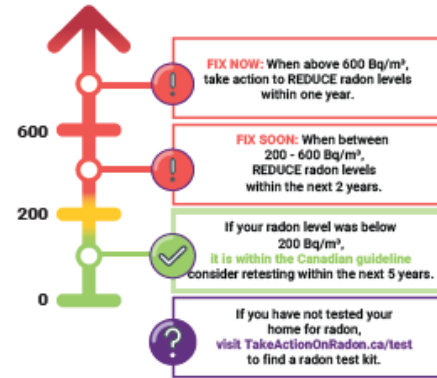 FIX NOW: When above 600 Bq/m³,
take action to REDUCE radon levels
within one year.
600
FIX SOON: When between
200 - 600 Bq/m³,
REDUCE radon levels
within the next 2 years.
200
If your radon level was below
200 Bq/m³,
it is within the Canadian guideline
consider retesting within the next 5 years.
0
If you have not tested your
home for radon,
visit TakeActionOnRadon.ca/test
to find a radon test kit.